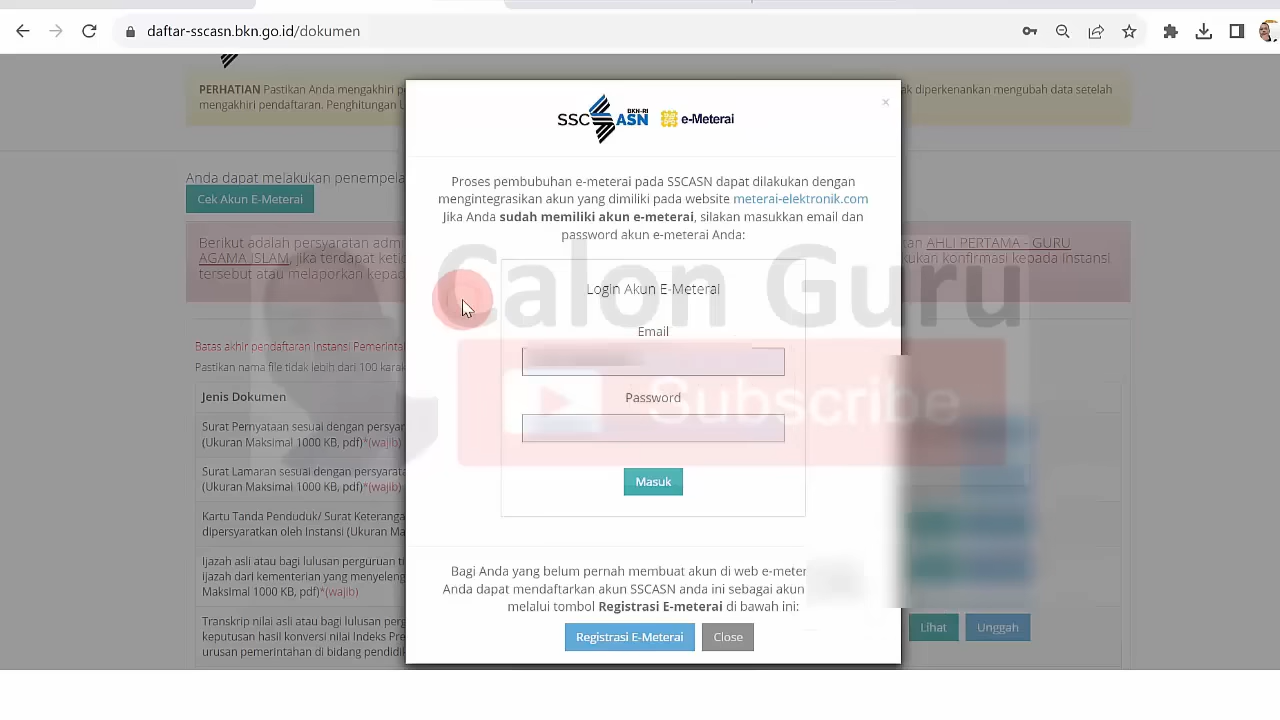 daftar-sscasn.bkn.go.id/dokumen
PERHATIAN Pastikan Anda mengakhiri
ak diperkenankan mengubah data setelah
mengakhiri pendaftaran. Penghitungan
SSC ASN BKN-RI e-Meterai
×
Anda dapat melakukan penempela
Cek Akun E-Meterai
Proses pembubuhan e-meterai pada SSCASN dapat dilakukan dengan
mengintegrasikan akun yang dimiliki pada website meterai-elektronik.com
Jika Anda sudah memiliki akun e-meterai, silakan masukkan email dan
password akun e-meterai Anda:
Berikut adalah persyaratan admi
tan AHLI PERTAMA - GURU
AGAMA ISLAM, jika terdapat keti
kukan konfirmasi kepada Instansi
tersebut atau melaporkan kepad
Calon Guru
Login Akun E-Meterai
Email
Password
Subscribe
Masuk
Batas akhir pendaftaran Instansi Pemerinta
Pastikan nama file tidak lebih dari 100 karak
Jenis Dokumen
Surat Pernyataan sesuai dengan persyar
(Ukuran Maksimal 1000 KB, pdf)*(wajib)
Surat Lamaran sesuai dengan persyarat
(Ukuran Maksimal 1000 KB, pdf)*(wajib)
Kartu Tanda Penduduk/ Surat Keteranga
dipersyaratkan oleh Instansi (Ukuran Ma
Ijazah asli atau bagi lulusan perguruan ti
ijazah dari kementerian yang menyeleng
Maksimal 1000 KB, pdf)*(wajib)
Transkrip nilai asli atau bagi lulusan perg
keputusan hasil konversi nilai Indeks Pre
urusan pemerintahan di bidang pendidi
Bagi Anda yang belum pernah membuat akun di web e-meter
Anda dapat mendaftarkan akun SSCASN anda ini sebagai akun
melalui tombol Registrasi E-meterai di bawah ini:
Registrasi E-Meterai
Close
Lihat
Unggah